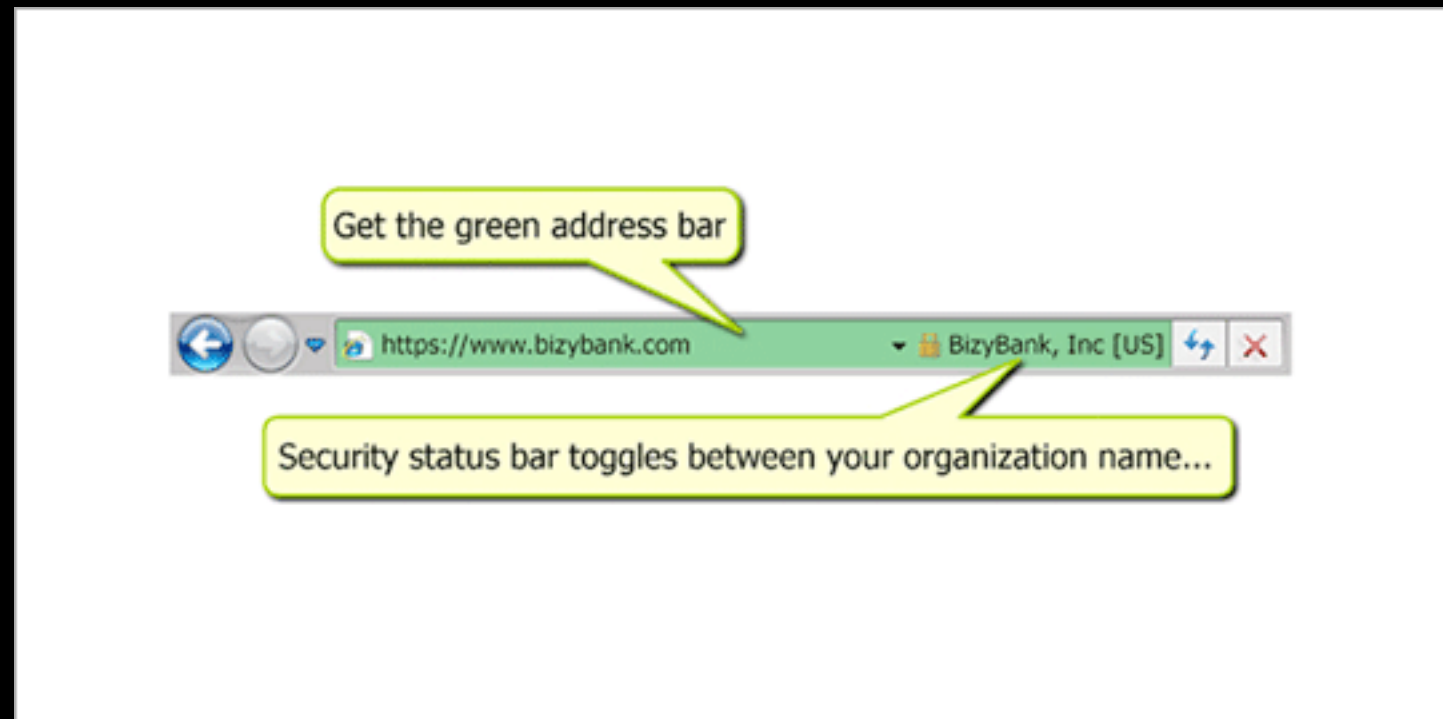 Get the green address bar
https://www.bizybank.com BizyBank, Inc [US]
Security status bar toggles between your organization name...